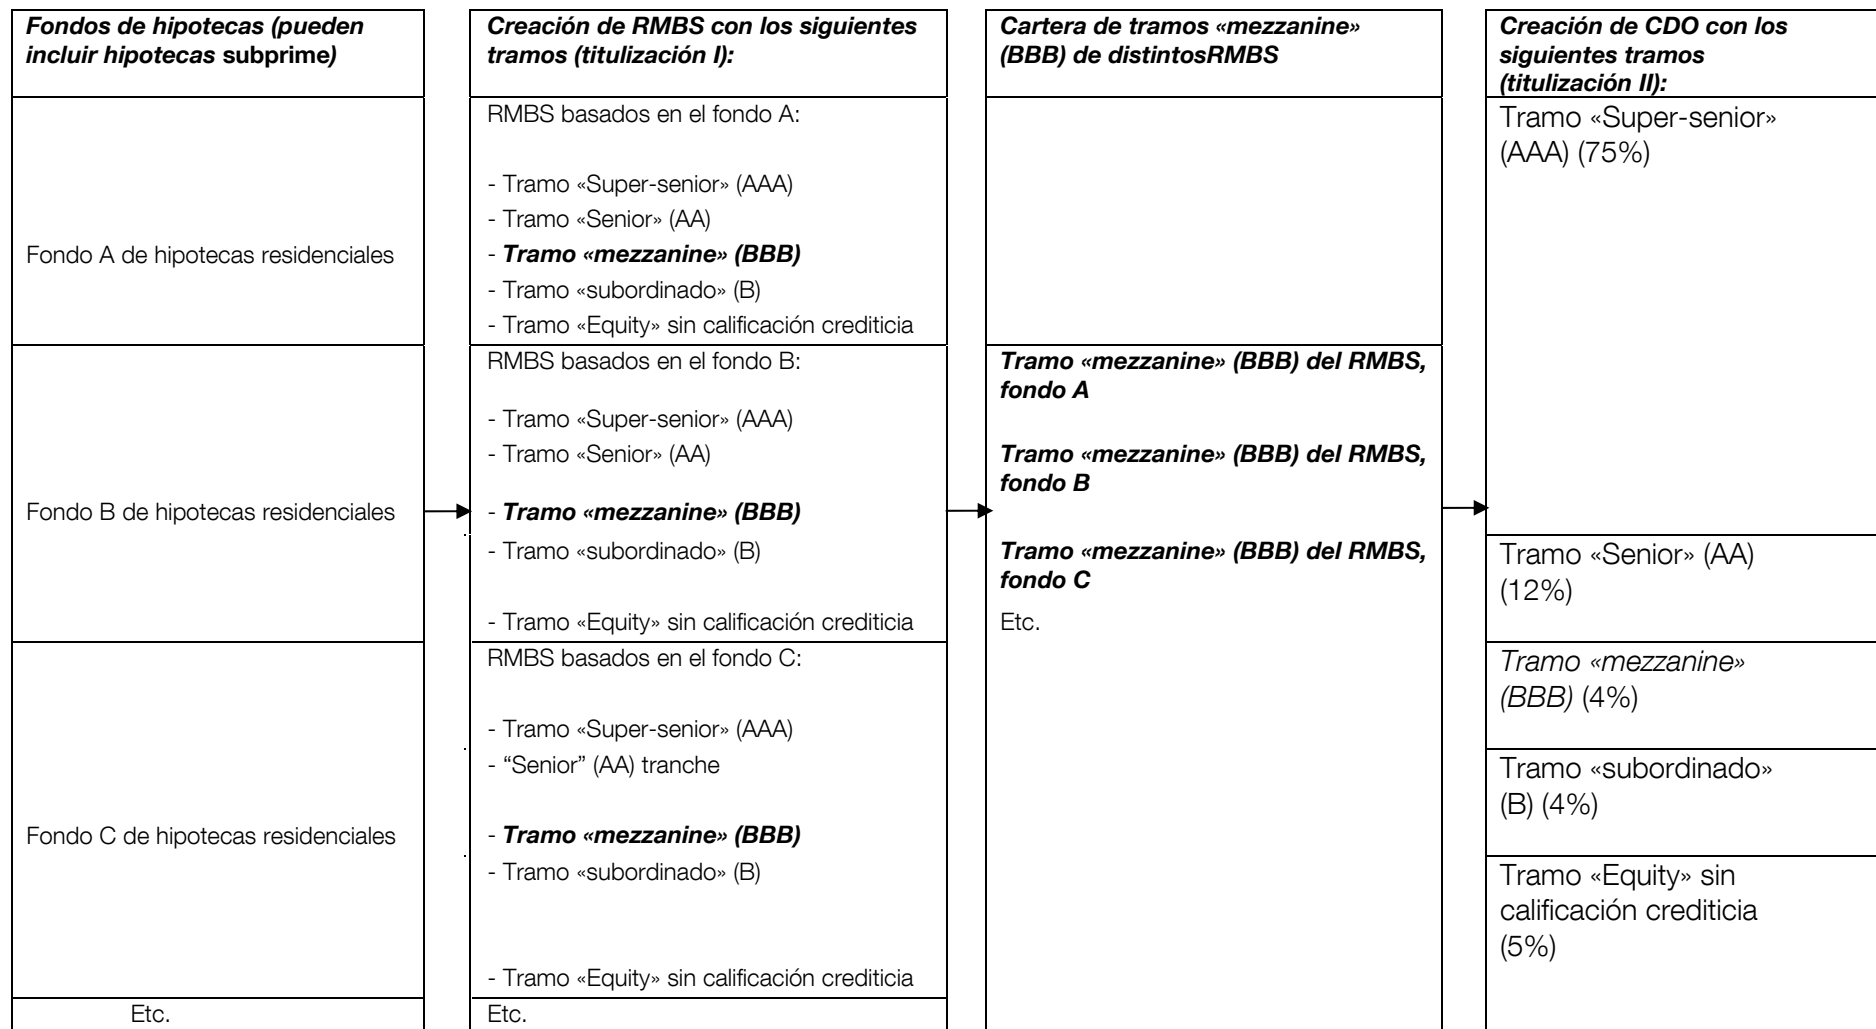 Fondos de hipotecas (pueden
incluir hipotecas subprime)
Fondo A de hipotecas residenciales
Fondo B de hipotecas residenciales
Fondo C de hipotecas residenciales
Etc.
Creación de RMBS con los siguientes
tramos (titulización I):
RMBS basados en el fondo A:
- Tramo «Super-senior» (AAA)
- Tramo «Senior» (AA)
- Tramo «mezzanine» (BBB)
- Tramo «subordinado» (B)
- Tramo «Equity» sin calificación crediticia
RMBS basados en el fondo B:
- Tramo «Super-senior» (AAA)
- Tramo «Senior» (AA)
- Tramo «mezzanine» (BBB)
- Tramo «subordinado» (B)
- Tramo «Equity» sin calificación crediticia
RMBS basados en el fondo C:
- Tramo «Super-senior» (AAA)
- “Senior” (AA) tranche
- Tramo «mezzanine» (BBB)
- Tramo «subordinado» (B)
- Tramo «Equity» sin calificación crediticia
Etc.
Cartera de tramos «mezzanine»
(BBB) de distintosRMBS
Tramo «mezzanine» (BBB) del RMBS,
fondo A
Tramo «mezzanine» (BBB) del RMBS,
fondo B
Tramo «mezzanine» (BBB) del RMBS,
fondo C
Etc.
Creación de CDO con los
siguientes tramos
(titulización II):
Tramo «Super-senior»
(AAA) (75%)
Tramo «Senior» (AA)
(12%)
Tramo «mezzanine»
(BBB) (4%)
Tramo «subordinado»
(B) (4%)
Tramo «Equity» sin
calificación crediticia
(5%)